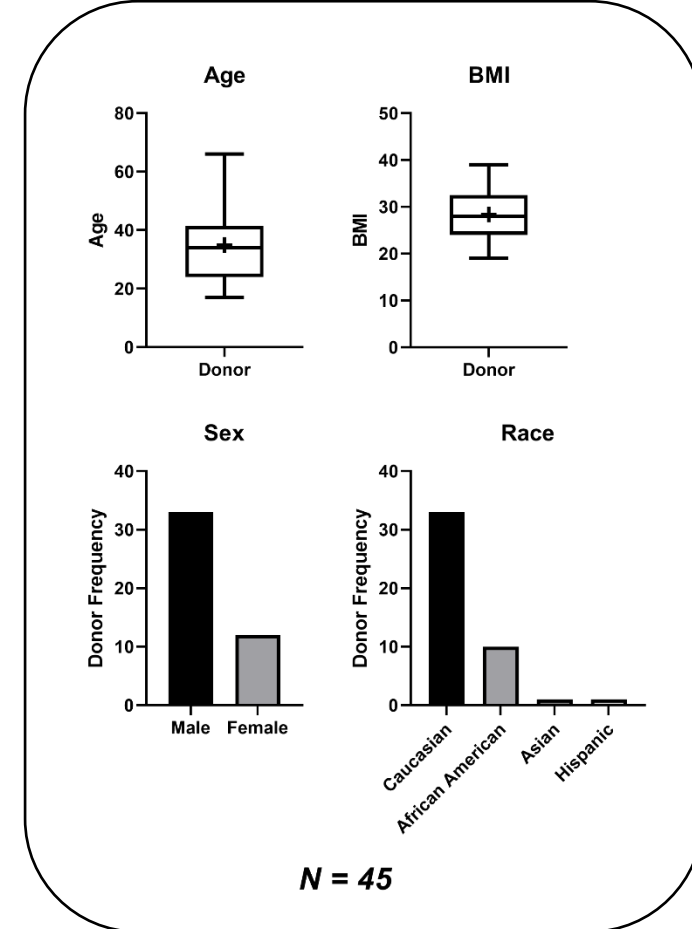 Age
BMI
80
60
40
20
0
Age
Donor
50
40
30
20
10
0
BMI
Donor
Sex
Race
40
30
20
10
0
Donor Frequency
Male Female
40
30
20
10
0
Donor Frequency
Caucasian
African American
Asian
Hispanic
N = 45